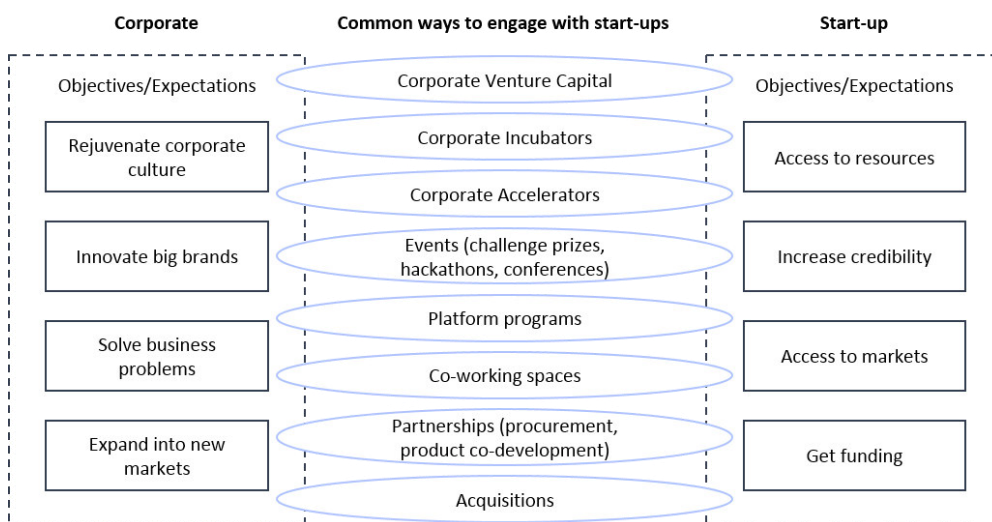 Corporate
Common ways to engage with start-ups
Start-up
Objectives/Expectations
Rejuvenate corporate
culture
Innovate big brands
Solve business
problems
Expand into new
markets
Corporate Venture Capital
Corporate Incubators
Corporate Accelerators
Events (challenge prizes,
hackathons, conferences)
Platform programs
Co-working spaces
Partnerships (procurement,
product co-development)
Acquisitions
Objectives/Expectations
Access to resources
Increase credibility
Access to markets
Get funding